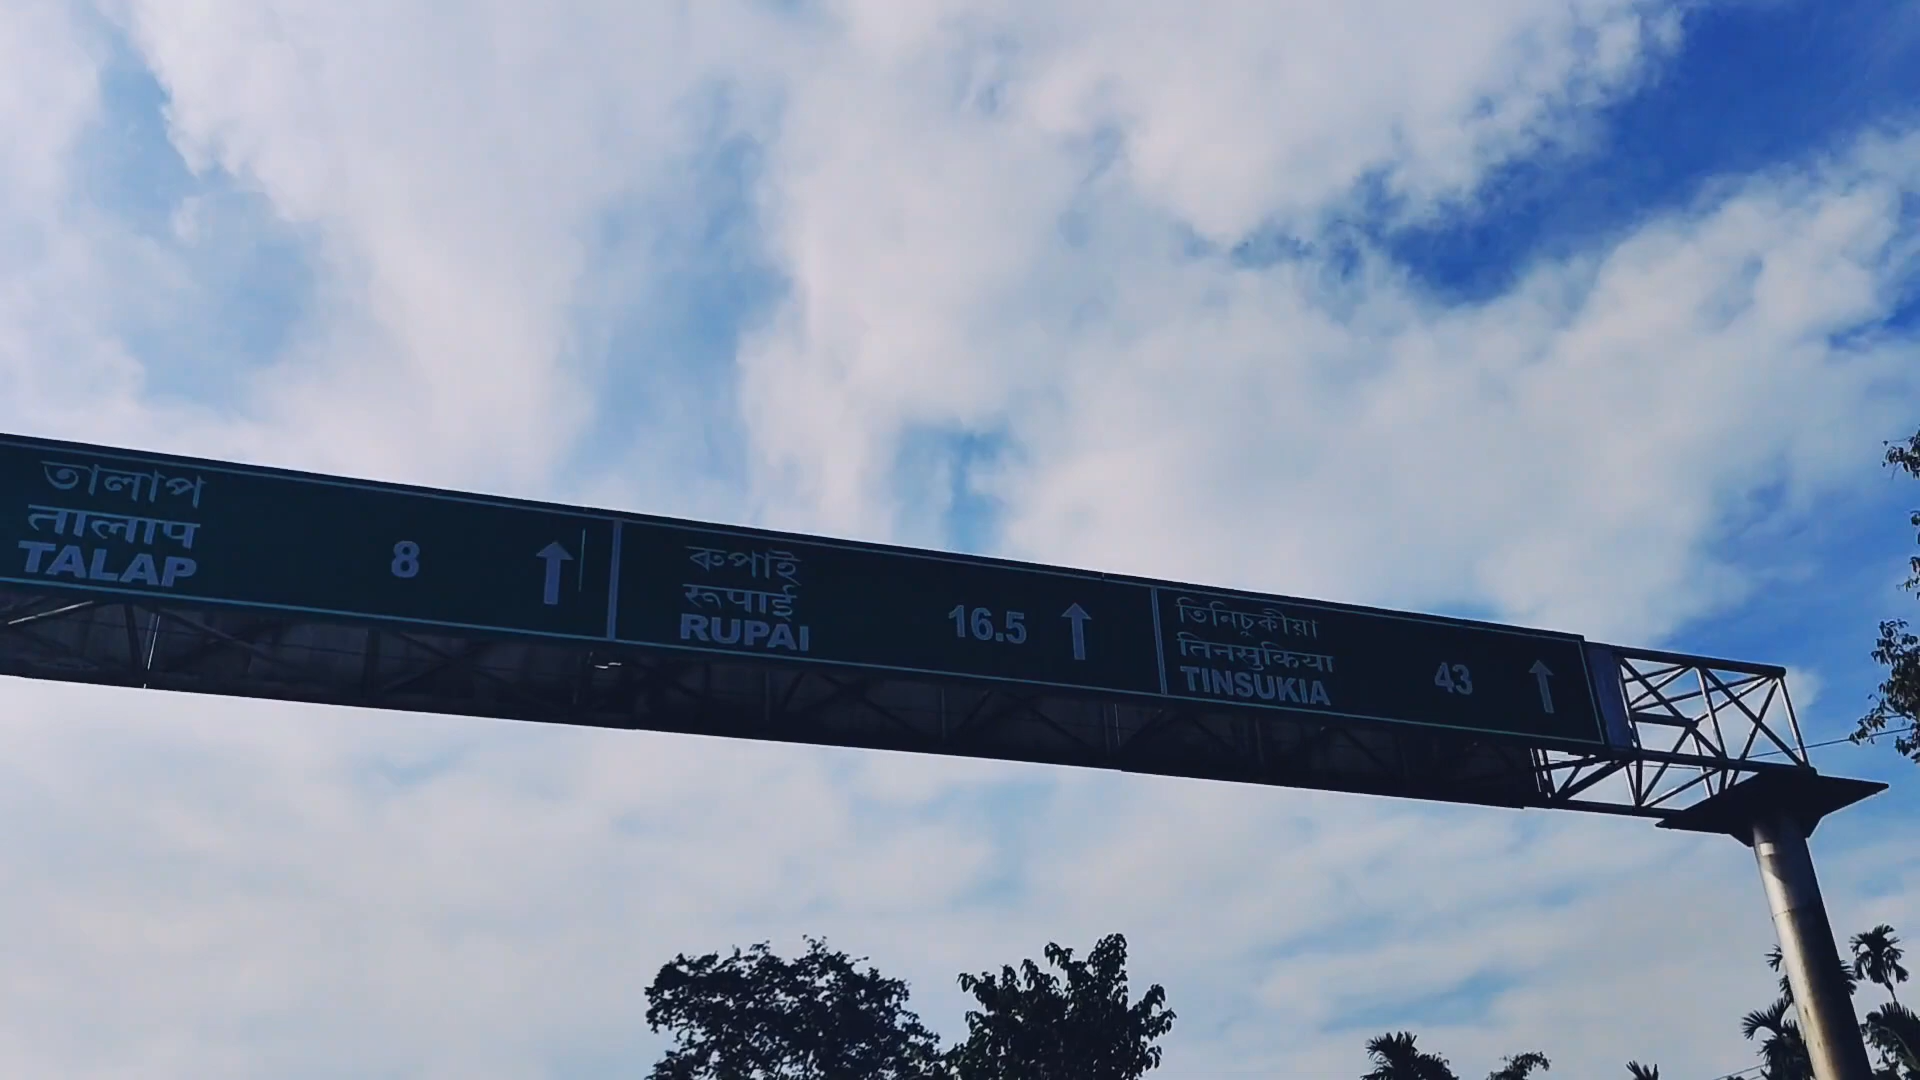 তালাপ
तालाप
TALAP
8
ৰুপাই
रूपाई
RUPAI
16.5
তিনিচুকীয়া
तिनसुकिया
TINSUKIA
43